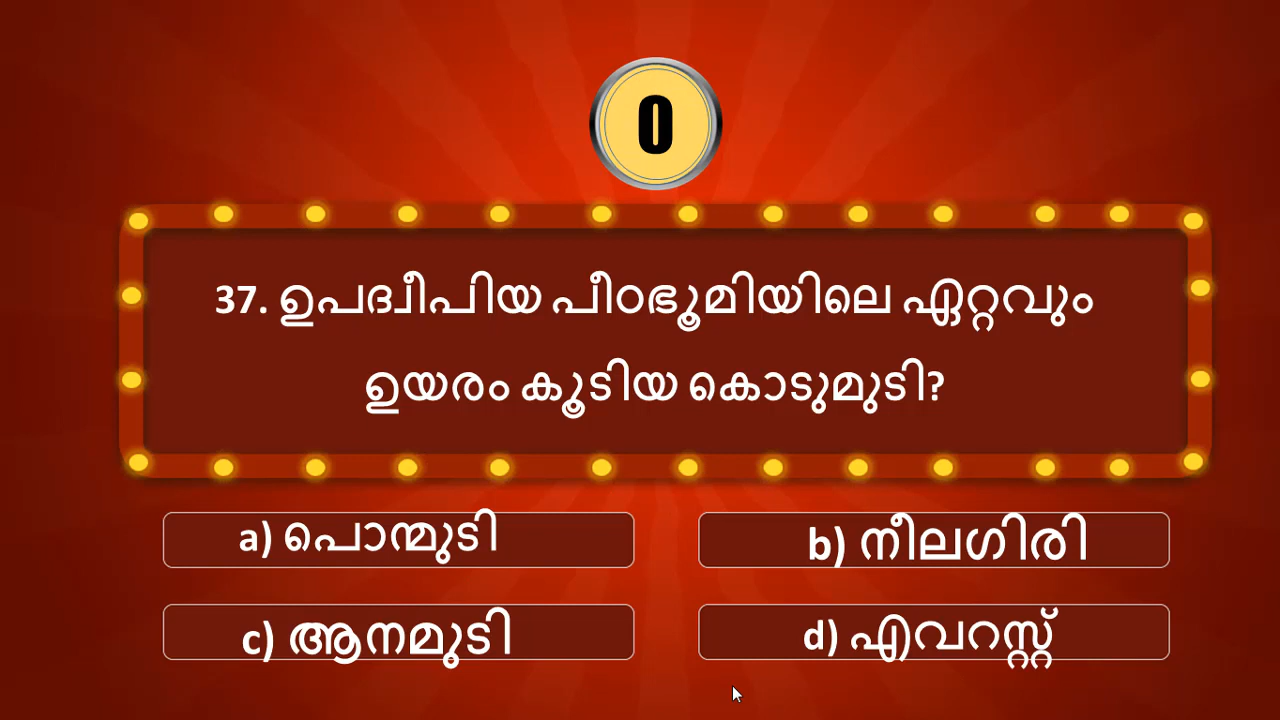 0
37. ഉപദ്വീപിയ പീഠഭൂമിയിലെ ഏറ്റവും
ഉയരം കൂടിയ കൊടുമുടി?
a) പൊന്മുടി
b) നീലഗിരി
c) ആനമുടി
d) എവറസ്റ്റ്